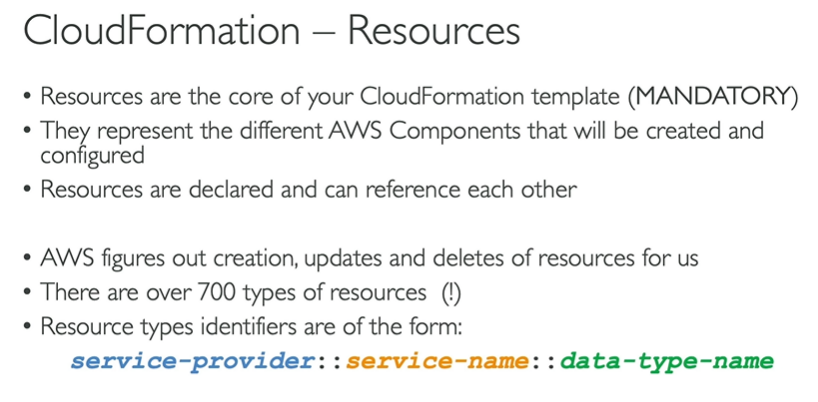 CloudFormation – Resources
• Resources are the core of your CloudFormation template (MANDATORY)
• They represent the different AWS Components that will be created and
configured
• Resources are declared and can reference each other
• AWS figures out creation, updates and deletes of resources for us
• There are over 700 types of resources (!)
• Resource types identifiers are of the form:
service-provider::service-name::data-type-name